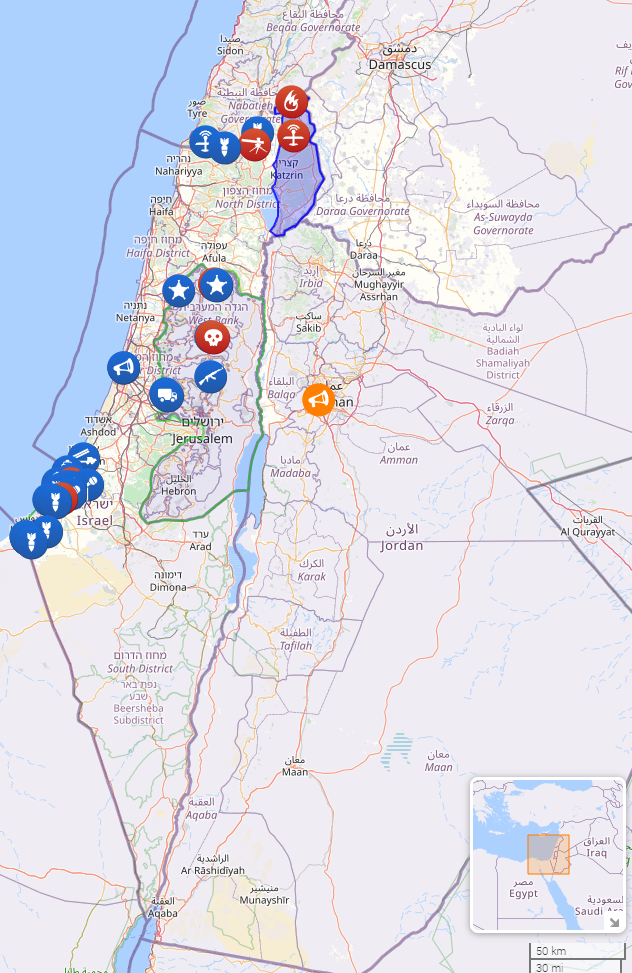 محافظة البقاع
Beqaa Governorate
صيدا
Sidon
دمشق
Damascus
محافظة النبطية
Nabatieh
صور
Tyre
נהריה
Nahariyya
קצרין
Katzrin
חיפה
Haifa
מחוז הצפון
North District
محافظة درعا
Daraa Governorate
محافظة السويداء
As-Suwayda
Governorate
מחוז חיפה
Haifa District
עפולה
Afula
درعا
Daraa
إربد
Irbid
مغير السرحان
Mughayyir
Assrhan
נתניה
Netanya
הגדה המערבית
West Bank
ساكب
Sakib
لواء البادية
الشمالية
Badiah
Shamaliyah
District
District
البلقاء
Balqa
man
الزرقاء
Zarqa
אשדוד
Ashdod
ירושלים
Jerusalem
عمان
Amman
مادبا
Madaba
الخليل
Hebron
ישראל
Israel
ערד
Arad
الأردن
Jordan
القريات
Al Qurayyat
דימונה
Dimona
الكرك
Karak
الطفيلة
Tafilah
מחוז הדרום
South District
נפת באר
שבע
Beersheba
Subdistrict
معان
Maan
معان
Maan
العقبة
Aqaba
الراشدية
Ar Rāshidīyah
منيشير
Munayshīr
العقبة
Aqaba
العراق
Iraq
مصر
Egypt
السعودية
Saudi Ara
50 km
30 mi